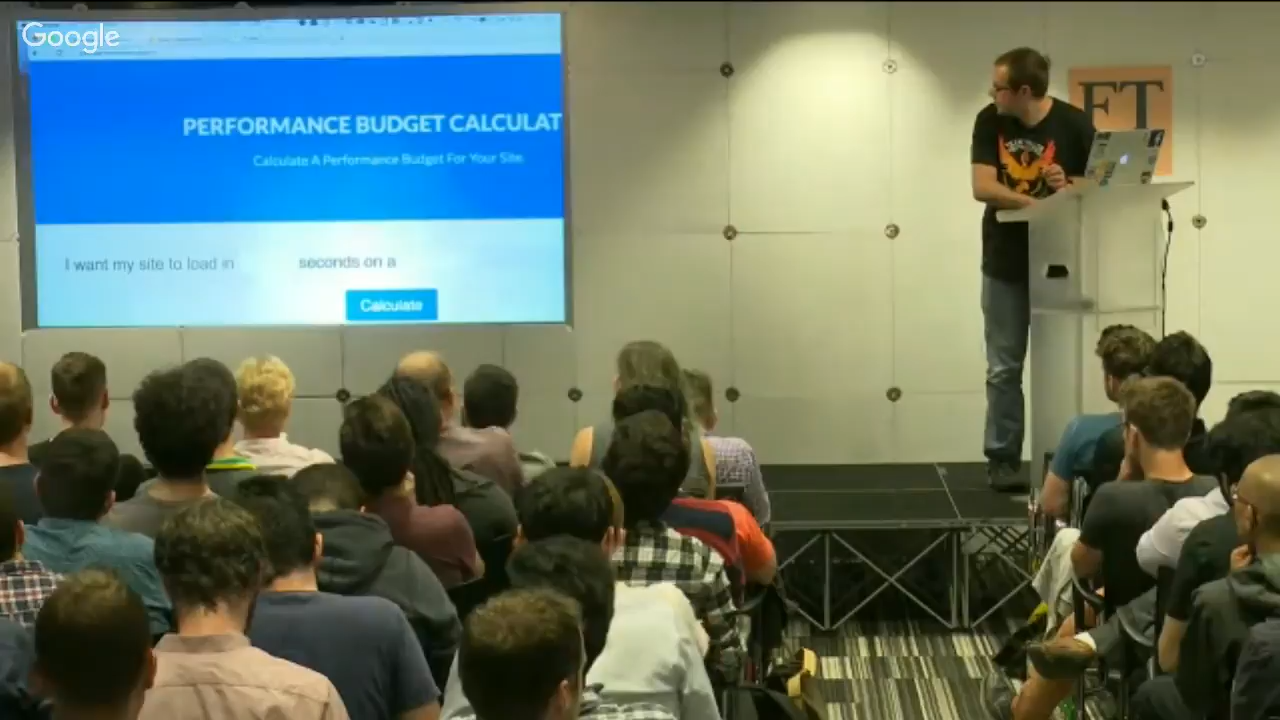 Google
PERFORMANCE BUDGET CALCULAT
Calculate A Performance Budget For Your Site
I want my site to load in seconds on a
Calculate
FT